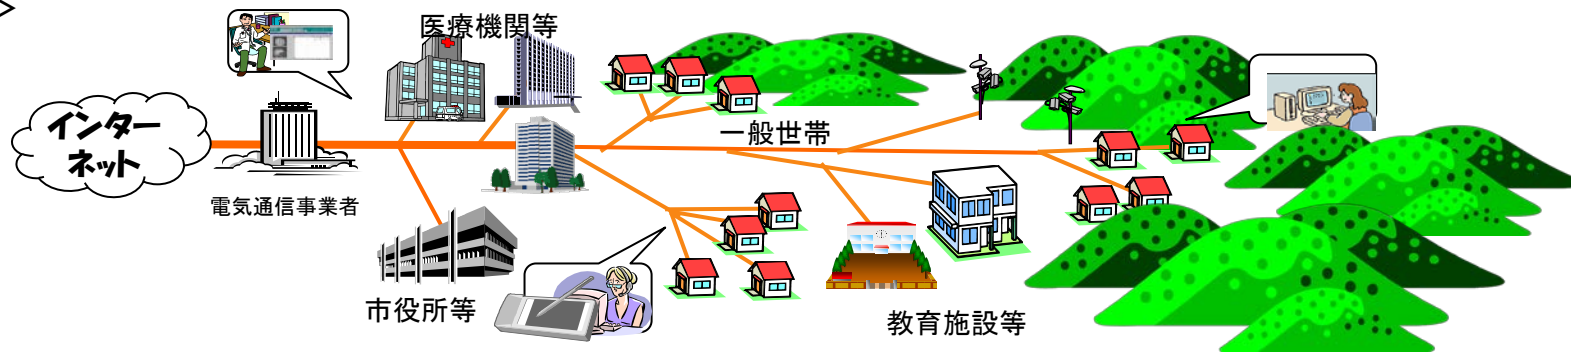 医療機関等
インター
ネット
一般世帯
電気通信事業者
市役所等
教育施設等